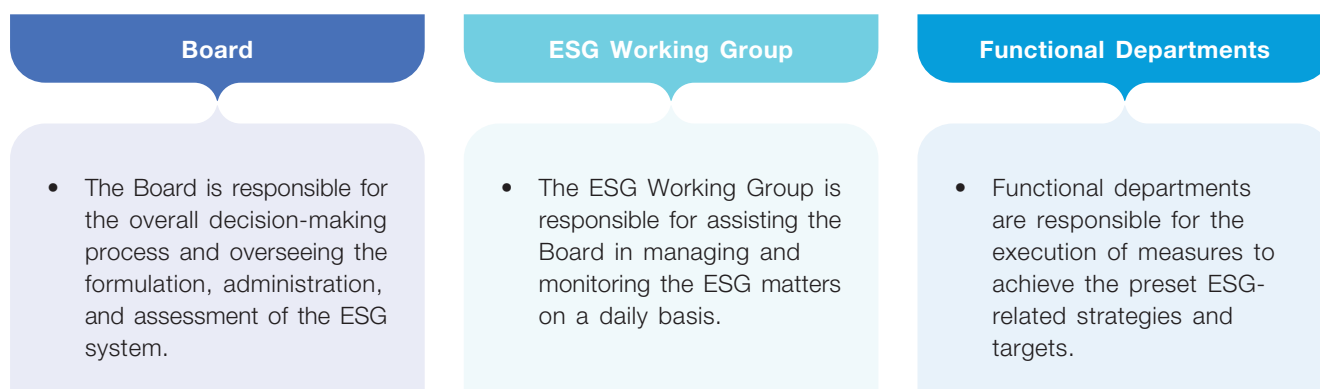 Board
• The Board is responsible for
the overall decision-making
process and overseeing the
formulation, administration,
and assessment of the ESG
system.
ESG Working Group
• The ESG Working Group is
responsible for assisting the
Board in managing and
monitoring the ESG matters
on a daily basis.
Functional Departments
• Functional departments
are responsible for the
execution of measures to
achieve the preset ESG-
related strategies and
targets.